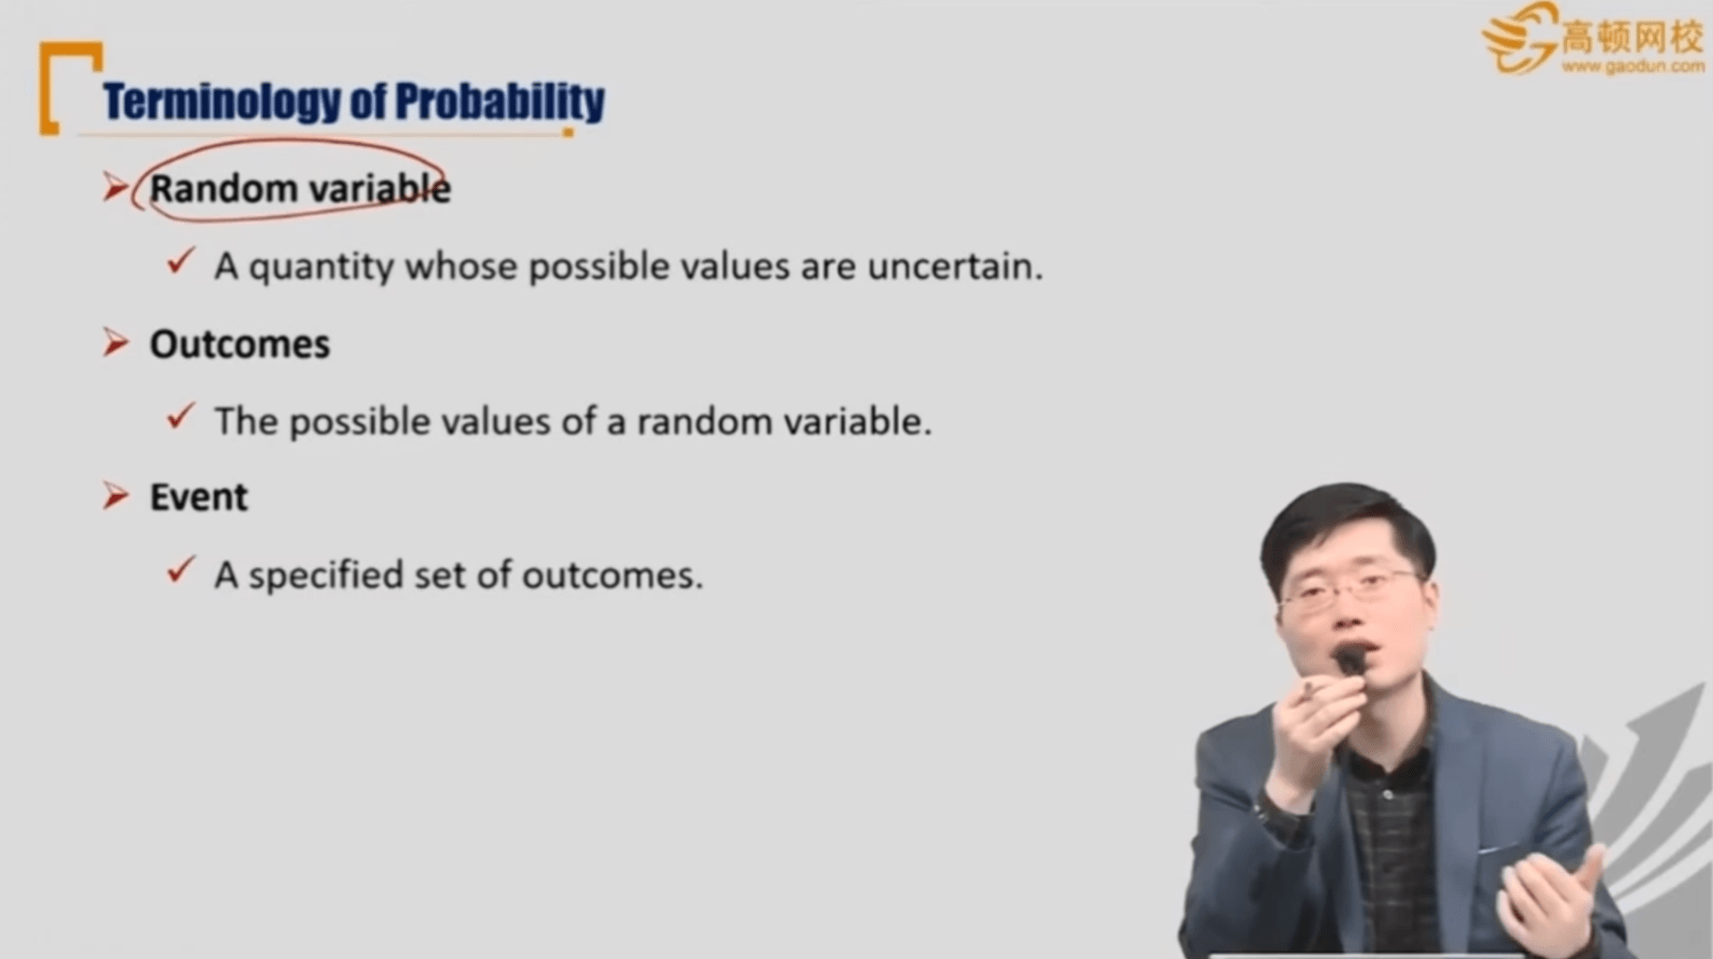 高顿网校
www.gaodun.com
Terminology of Probability
Random variable
A quantity whose possible values are uncertain.
Outcomes
The possible values of a random variable.
Event
A specified set of outcomes.